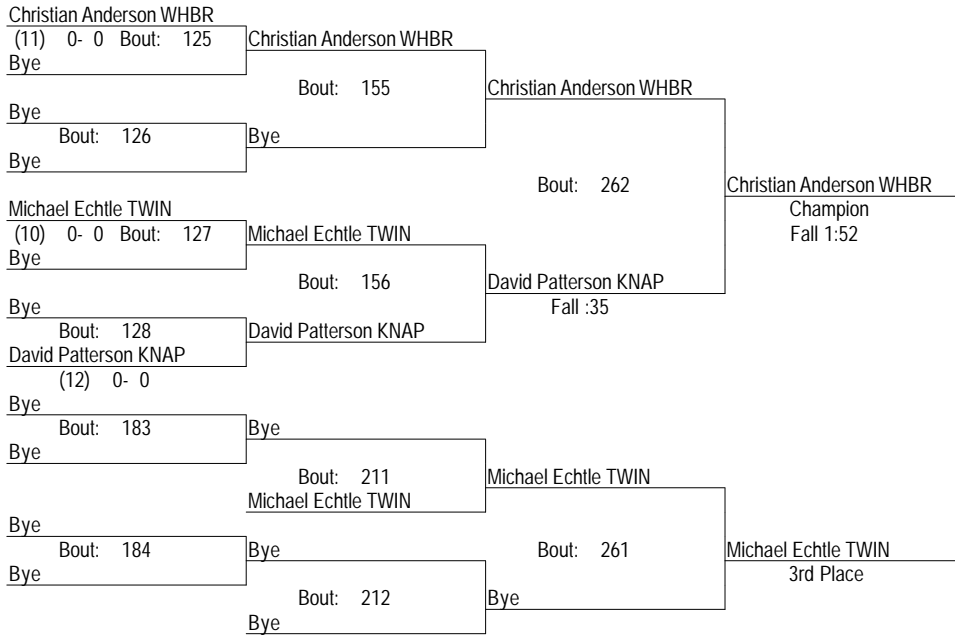 Christian Anderson WHBR
(11) 0- 0 Bout: 125
Bye
Christian Anderson WHBR
Bout: 155
Christian Anderson WHBR
Bye
Bout: 126
Bye
Bye
Bout: 262
Christian Anderson WHBR
Champion
Fall 1:52
Michael Echtle TWIN
(10) 0- 0 Bout: 127
Bye
Michael Echtle TWIN
Bout: 156
David Patterson KNAP
Fall :35
Bye
Bout: 128
David Patterson KNAP
David Patterson KNAP
(12) 0- 0
Bye
Bout: 183
Bye
Bye
Bout: 211
Michael Echtle TWIN
Michael Echtle TWIN
Bye
Bout: 184
Bye
Bye
Bout: 261
Michael Echtle TWIN
3rd Place
Bout: 212
Bye
Bye